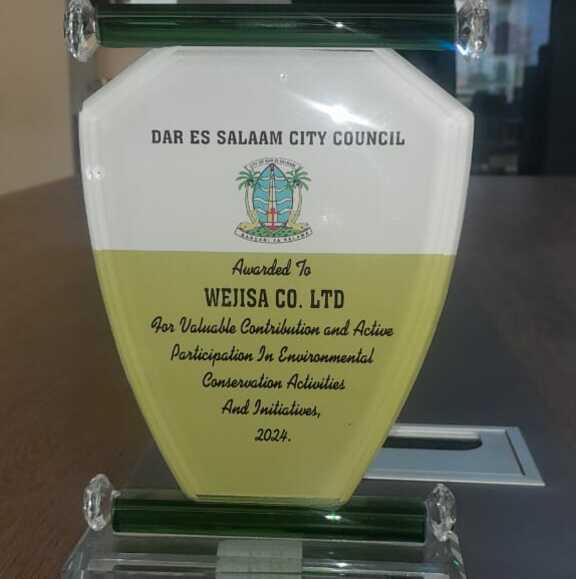 DAR ES SALAAM CITY COUNCIL
Awarded To
WEJISA CO. LTD
For Valuable Contribution and Active
Participation In Environmental
Conservation Activities
And Initiatives,
2024.